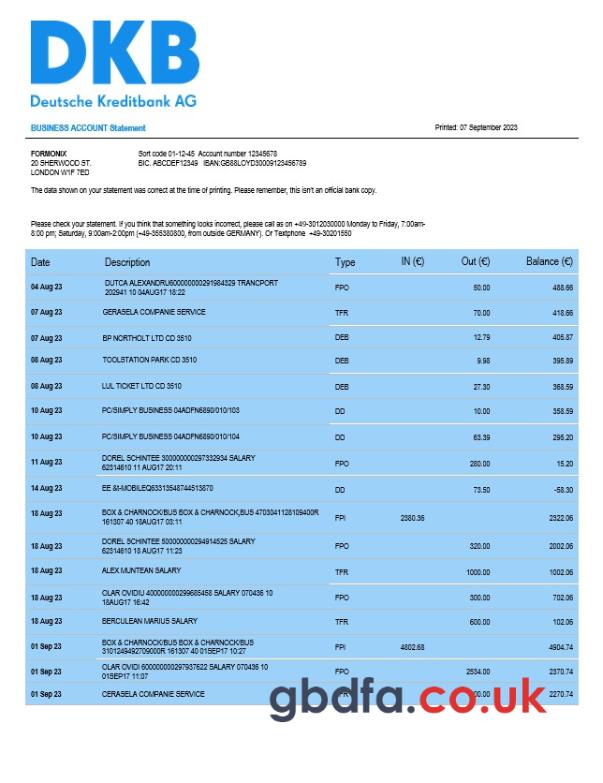 DKB
Deutsche Kreditbank AG
BUSINESS ACCOUNT Statement Printed: 07 September 2023
FORMONIX Sort code 01-12-45 Account number 12345678
20 SHERWOOD ST. BIC. ABCDEF12349 IBAN:GB88LOYD30009123456789
LONDON W1F 7ED
The data shown on your statement was correct at the time of printing. Please remember, this isn't an official bank copy.
Please check your statement. If you think that something looks incorrect, please call as on +49-3012030000 Monday to Friday, 7:00am-
8:00 pm; Saturday, 9:00am-2:00pm (+49-355380800, from outside GERMANY). Or Textphone +49-30201550
Date Description Type IN (€) Out (€) Balance (€)
04 Aug 23 DUTCA ALEXANDRU600000000291984329 TRANCPORT
202941 10 04AUG17 18:22 FPO 50.00 488.66
07 Aug 23 GERASELA COMPANIE SERVICE TFR 70.00 418.66
07 Aug 23 BP NORTHOLT LTD CD 3510 DEB 12.79 405.87
08 Aug 23 TOOLSTATION PARK CD 3510 DEB 9.98 395.89
08 Aug 23 LUL TICKET LTD CD 3510 DEB 27.30 368.59
10 Aug 23 PC/SIMPLY BUSINESS 04ADFN6890/010/103 DD 10.00 358.59
10 Aug 23 PC/SIMPLY BUSINESS 04ADFN6890/010/104 DD 63.39 295.20
11 Aug 23 DOREL SCHINTEE 300000000297332934 SALARY
62314610 11 AUG17 20:11 FPO 280.00 15.20
14 Aug 23 EE &t-MOBILEQ63313548744513870 DD 73.50 -58.30
18 Aug 23 BOX & CHARNOCK/BUS BOX & CHARNOCK,BUS 4703041128109400R
161307 40 18AUG17 03:11 FPI 2380.36 2322.06
18 Aug 23 DOREL SCHINTEE 500000000294914525 SALARY
62314610 18 AUG17 11:23 FPO 320.00 2002.06
18 Aug 23 ALEX MUNTEAN SALARY TFR 1000.00 1002.06
18 Aug 23 OLAR OVIDIU 400000000299685458 SALARY 070436 10
18AUG17 16:42 FPO 300.00 702.06
18 Aug 23 BERCULEAN MARIUS SALARY TFR 600.00 102.06
01 Sep 23 BOX & CHARNOCK/BUS BOX & CHARNOCK/BUS
3101249492709000R 161307 40 01SEP17 10:27 FPI 4802.68 4904.74
01 Sep 23 OLAR OVIDI 600000000297937622 SALARY 070436 10
01SEP17 11:07 FPO 2534.00 2370.74
01 Sep 23 CERASELA COMPANIE SERVICE 2270.74
gbdfa.co.uk